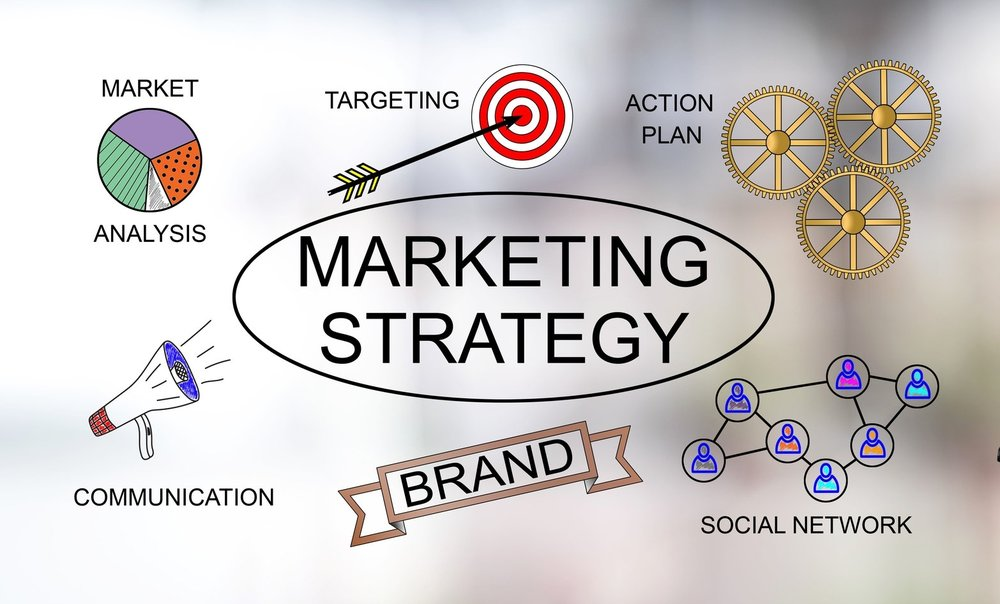 MARKET
ANALYSIS
TARGETING
ACTION
PLAN
MARKETING
STRATEGY
COMMUNICATION
BRAND
SOCIAL NETWORK